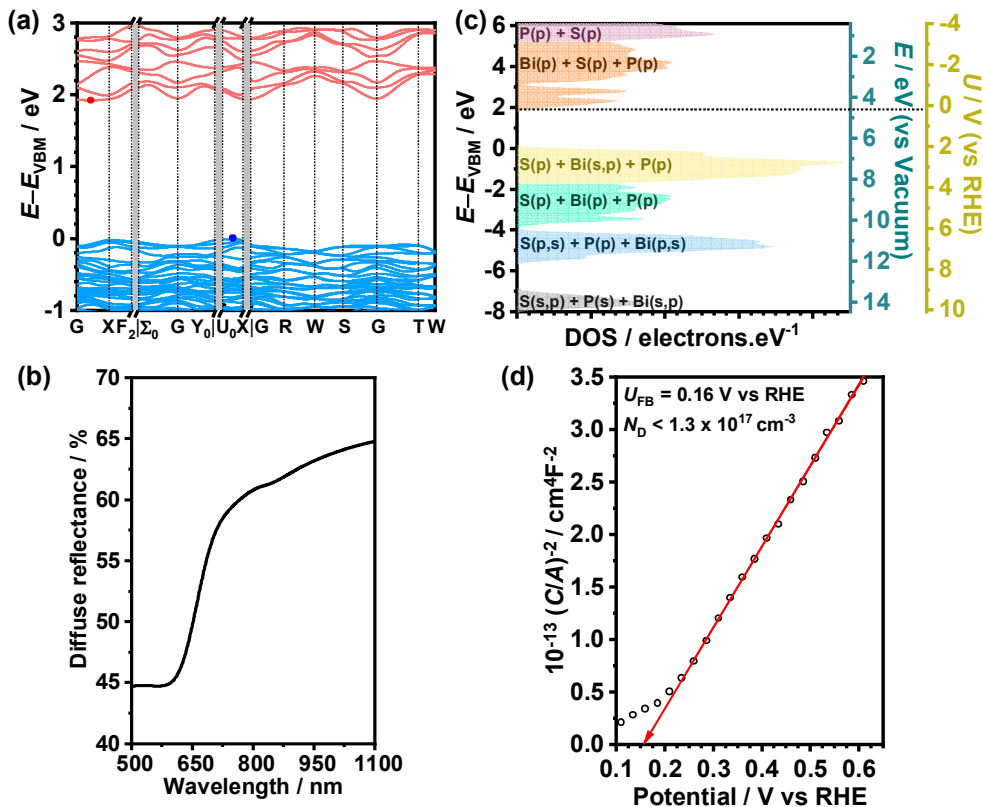 (a)
3
2
1
0
-1
E–E_VBM / eV
G X F₂|Σ₀ G Y₀|U₀X|G R W S G T W
(c)
6
4
2
0
-2
-4
-6
-8
E–E_VBM / eV
P(p) + S(p)
Bi(p) + S(p) + P(p)
S(p) + Bi(s,p) + P(p)
S(p) + Bi(p) + P(p)
S(p,s) + P(p) + Bi(p,s)
S(s,p) + P(s) + Bi(s,p)
DOS / electrons.eV⁻¹
2
4
6
8
10
12
14
E / eV (vs Vacuum)
-4
-2
0
2
4
6
8
10
U / V (vs RHE)
(b)
70
65
60
55
50
45
40
Diffuse reflectance / %
500 650 800 950 1100
Wavelength / nm
(d)
3.5
3.0
2.5
2.0
1.5
1.0
0.5
0.0
10⁻¹³ (C/A)⁻² / cm⁴F⁻²
U_FB = 0.16 V vs RHE
N_D < 1.3 x 10¹⁷ cm⁻³
0.1 0.2 0.3 0.4 0.5 0.6
Potential / V vs RHE